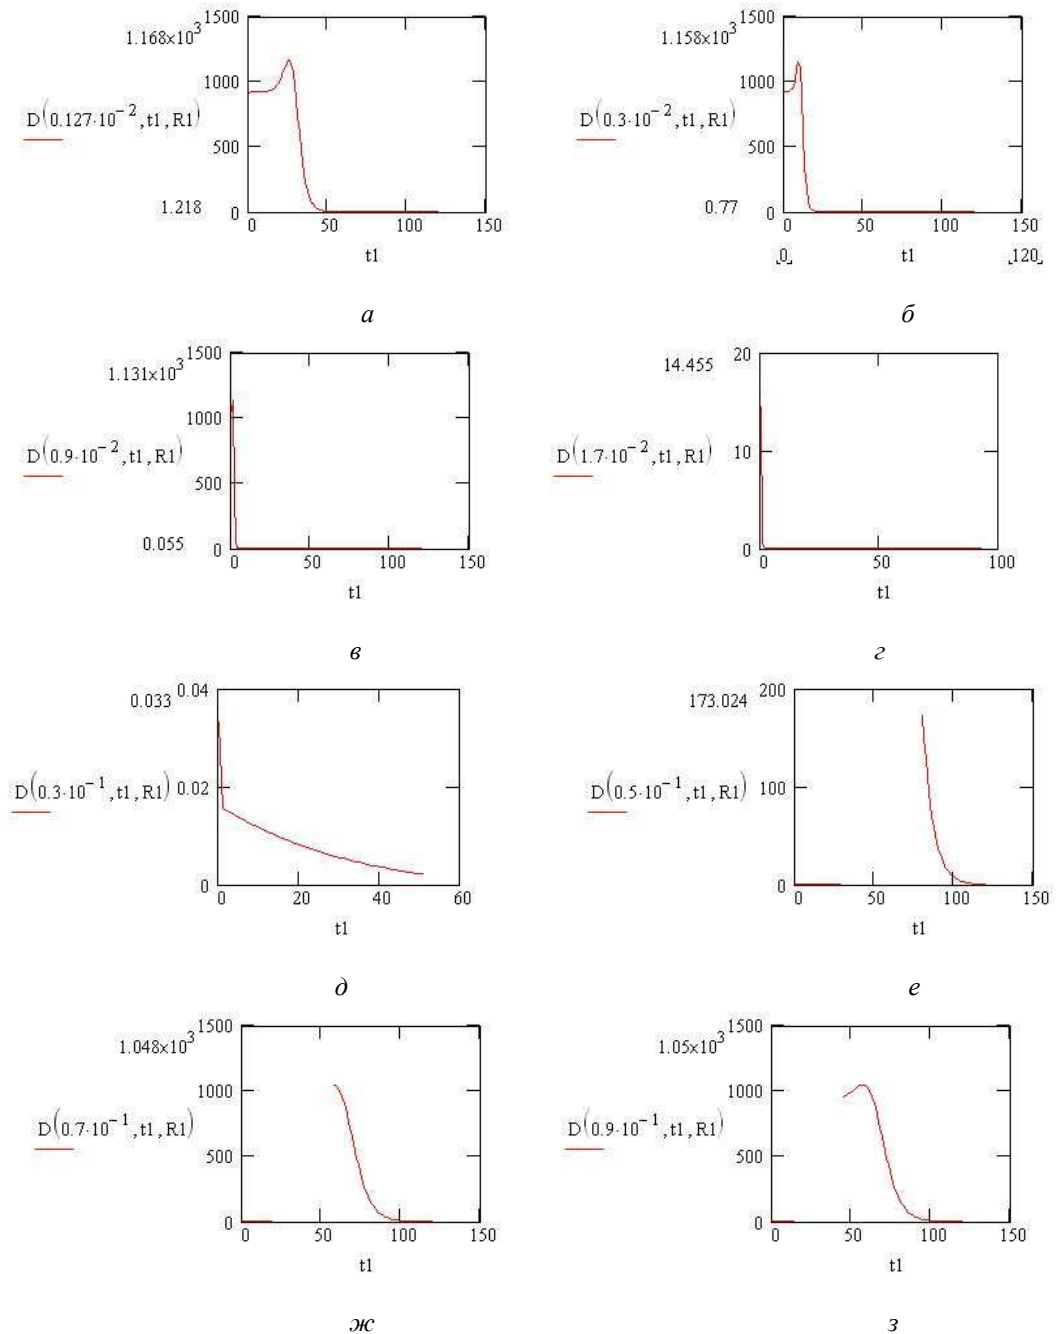 1.168×10³ 1500
1000
D(0.127·10⁻², t1, R1)
500
1.218 0
0 50 100 150
t1
а
1.158×10³ 1500
1000
D(0.3·10⁻², t1, R1)
500
0.77 0
0 50 100 150
0 t1 120
б
1.131×10³ 1500
1000
D(0.9·10⁻², t1, R1)
500
0.055 0
0 50 100 150
t1
в
14.455 20
D(1.7·10⁻², t1, R1) 10
0
0 50 100
t1
г
0.033 0.04
D(0.3·10⁻¹, t1, R1) 0.02
0
0 20 40 60
t1
д
173.024 200
D(0.5·10⁻¹, t1, R1) 100
0
0 50 100 150
t1
е
1.048×10³ 1500
1000
D(0.7·10⁻¹, t1, R1)
500
0
0 50 100 150
t1
ж
1.05×10³ 1500
1000
D(0.9·10⁻¹, t1, R1)
500
0
0 50 100 150
t1
з